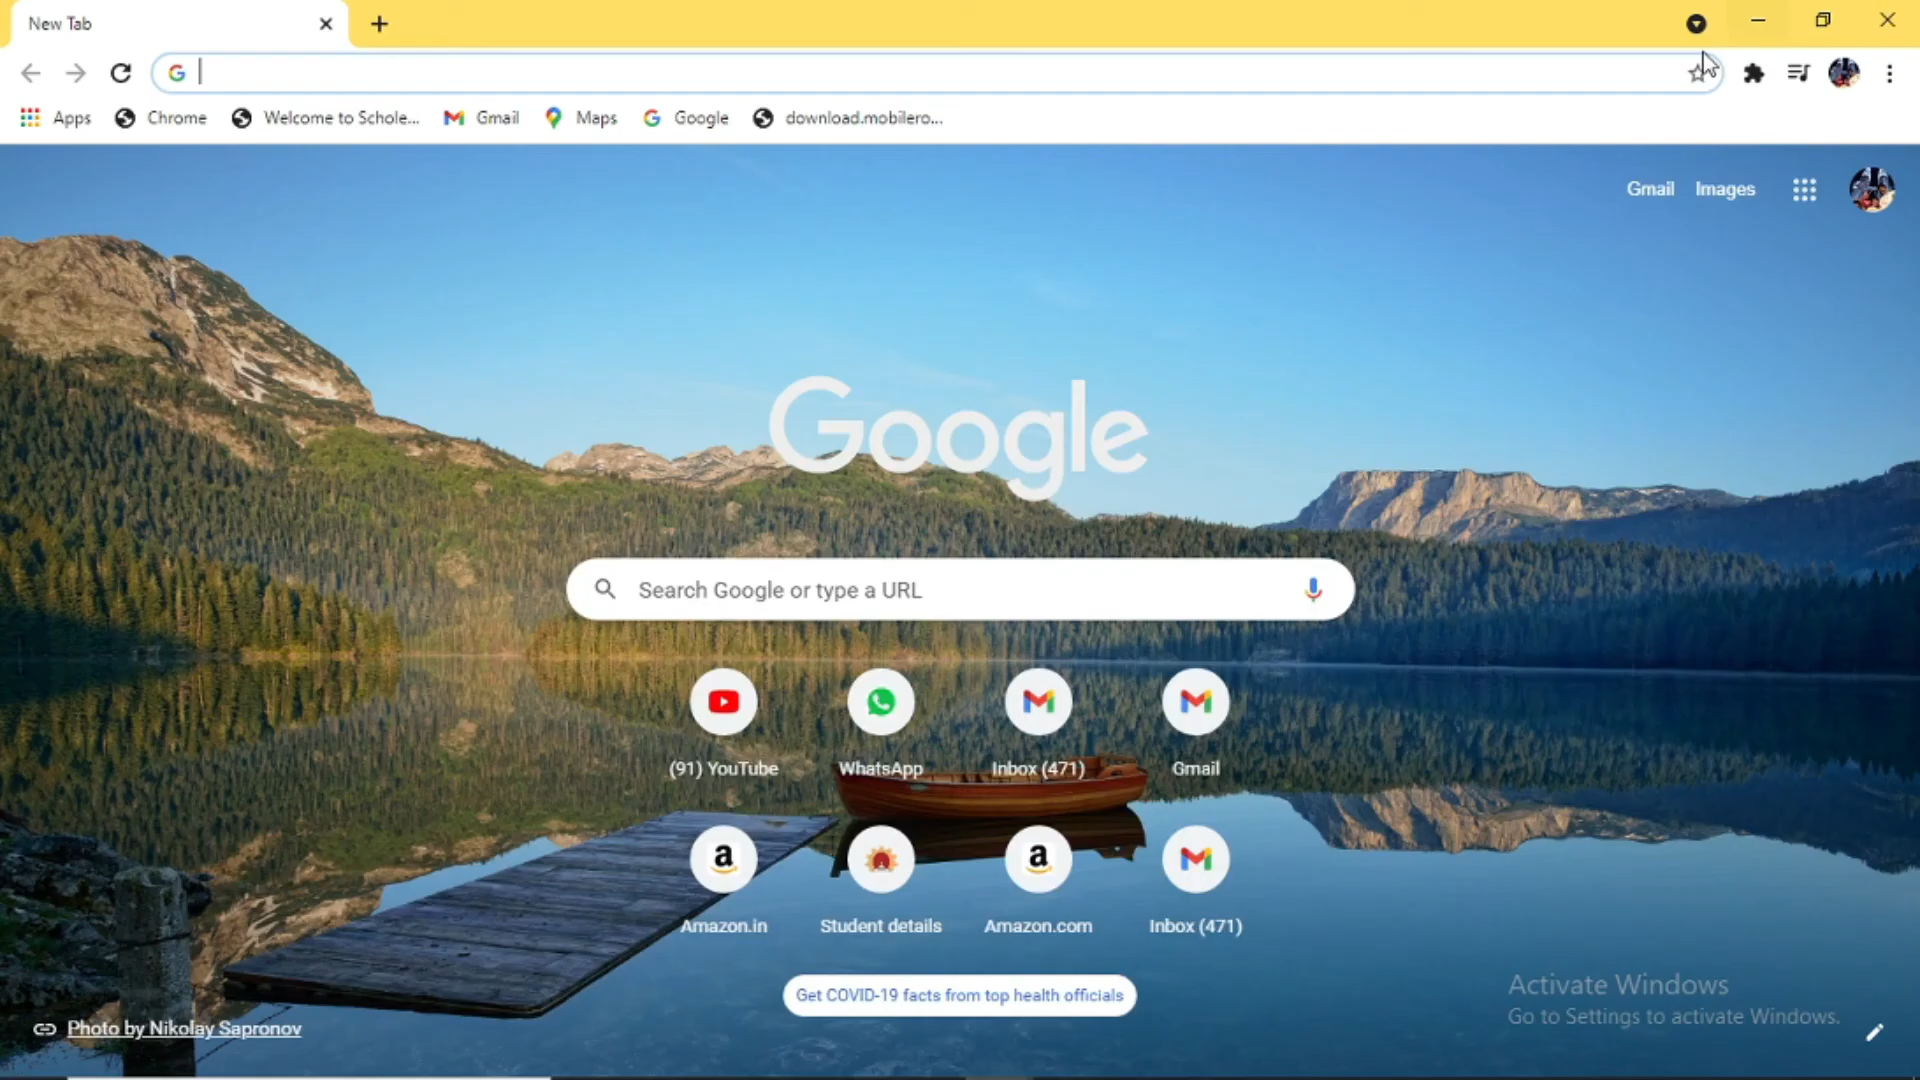 New Tab
Apps
Chrome
Welcome to Schole...
Gmail
Maps
Google
download.mobilero...
Gmail
Images
Google
Search Google or type a URL
(91) YouTube
WhatsApp
Inbox (471)
Gmail
Amazon.in
Student details
Amazon.com
Inbox (471)
Get COVID-19 facts from top health officials
Activate Windows
Go to Settings to activate Windows.
Photo by Nikolay Sapronov